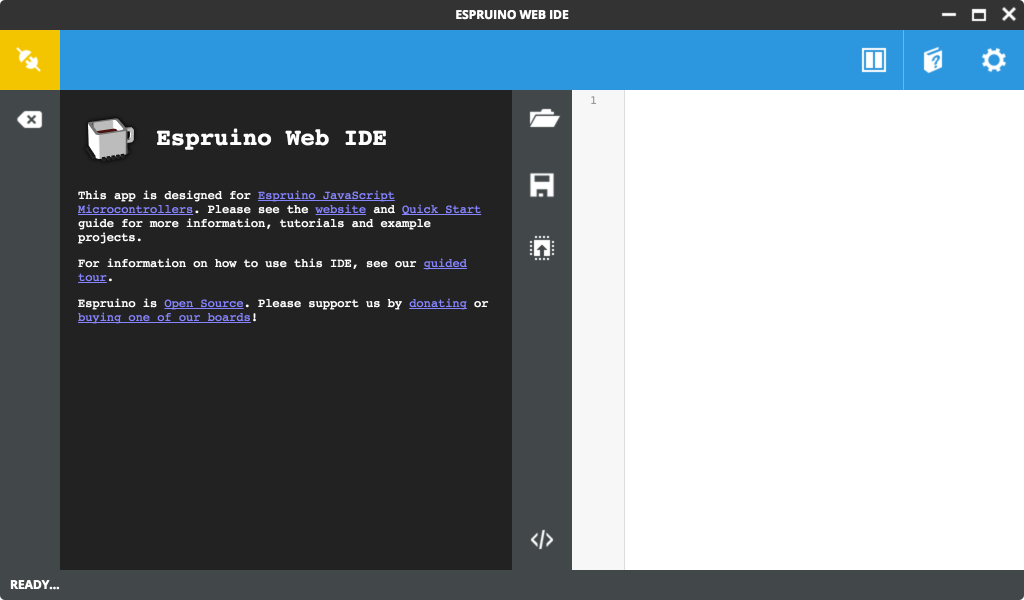 ESPRUINO WEB IDE
Espruino Web IDE
This app is designed for Espruino JavaScript
Microcontrollers. Please see the website and Quick Start
guide for more information, tutorials and example
projects.
For information on how to use this IDE, see our guided
tour.
Espruino is Open Source. Please support us by donating or
buying one of our boards!
1
READY...